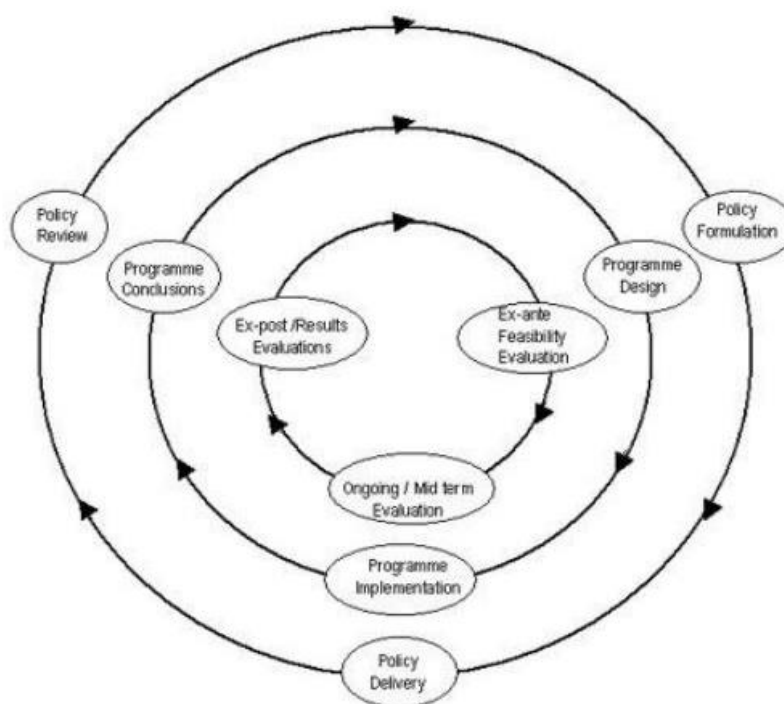 Policy
Review
Policy
Formulation
Programme
Conclusions
Programme
Design
Ex-post /Results
Evaluations
Ex-ante
Feasibility
Evaluation
Ongoing / Mid term
Evaluation
Programme
Implementation
Policy
Delivery